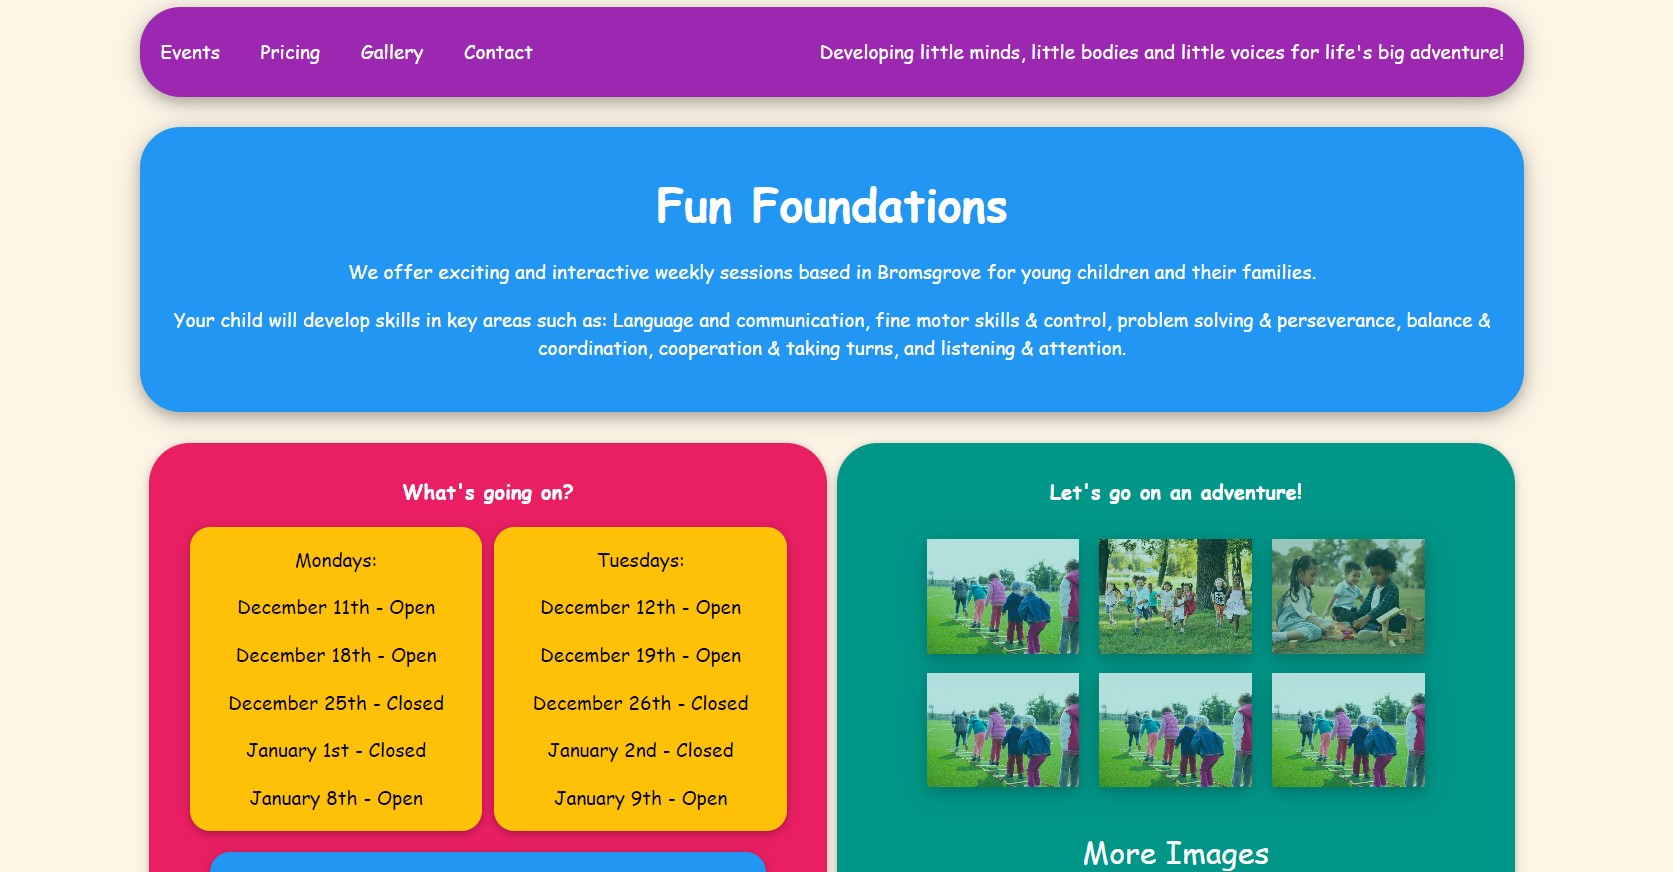 Events Pricing Gallery Contact Developing little minds, little bodies and little voices for life's big adventure!
Fun Foundations
We offer exciting and interactive weekly sessions based in Bromsgrove for young children and their families.
Your child will develop skills in key areas such as: Language and communication, fine motor skills & control, problem solving & perseverance, balance &
coordination, cooperation & taking turns, and listening & attention.
What's going on?
Mondays:
December 11th - Open
December 18th - Open
December 25th - Closed
January 1st - Closed
January 8th - Open
Tuesdays:
December 12th - Open
December 19th - Open
December 26th - Closed
January 2nd - Closed
January 9th - Open
Let's go on an adventure!
More Images